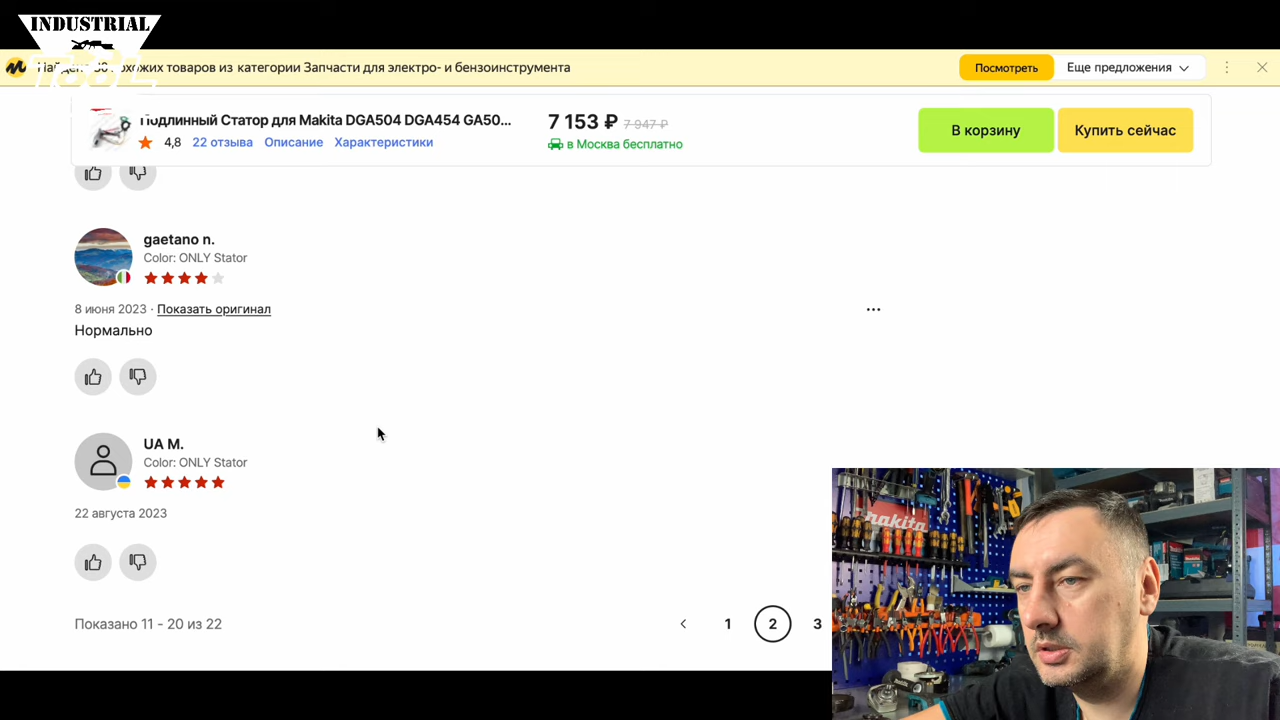 INDUSTRIAL
TOOL
похожих товаров из категории Запчасти для электро- и бензоинструмента
Посмотреть
Еще предложения
Подлинный Статор для Makita DGA504 DGA454 GA50...
4,8 22 отзыва Описание Характеристики
7 153 ₽ 7 947 ₽
в Москва бесплатно
В корзину
Купить сейчас
gaetano n.
Color: ONLY Stator
8 июня 2023 · Показать оригинал
Нормально
UA M.
Color: ONLY Stator
22 августа 2023
Показано 11 - 20 из 22
1 2 3
makita